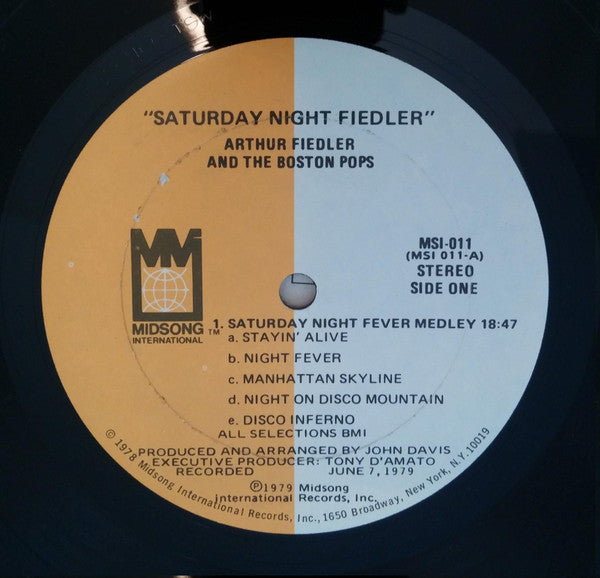 "SATURDAY NIGHT FIEDLER"
ARTHUR FIEDLER
AND THE BOSTON POPS
MM
MIDSONG™
INTERNATIONAL
MSI-011
(MSI 011-A)
STEREO
SIDE ONE
1. SATURDAY NIGHT FEVER MEDLEY 18:47
a. STAYIN' ALIVE
b. NIGHT FEVER
c. MANHATTAN SKYLINE
d. NIGHT ON DISCO MOUNTAIN
e. DISCO INFERNO
ALL SELECTIONS BMI
PRODUCED AND ARRANGED BY JOHN DAVIS
EXECUTIVE PRODUCER: TONY D'AMATO
RECORDED JUNE 7, 1979
℗1979 Midsong
International Records, Inc.
© 1978 Midsong International Records, Inc., 1650 Broadway, New York, N.Y. 10019